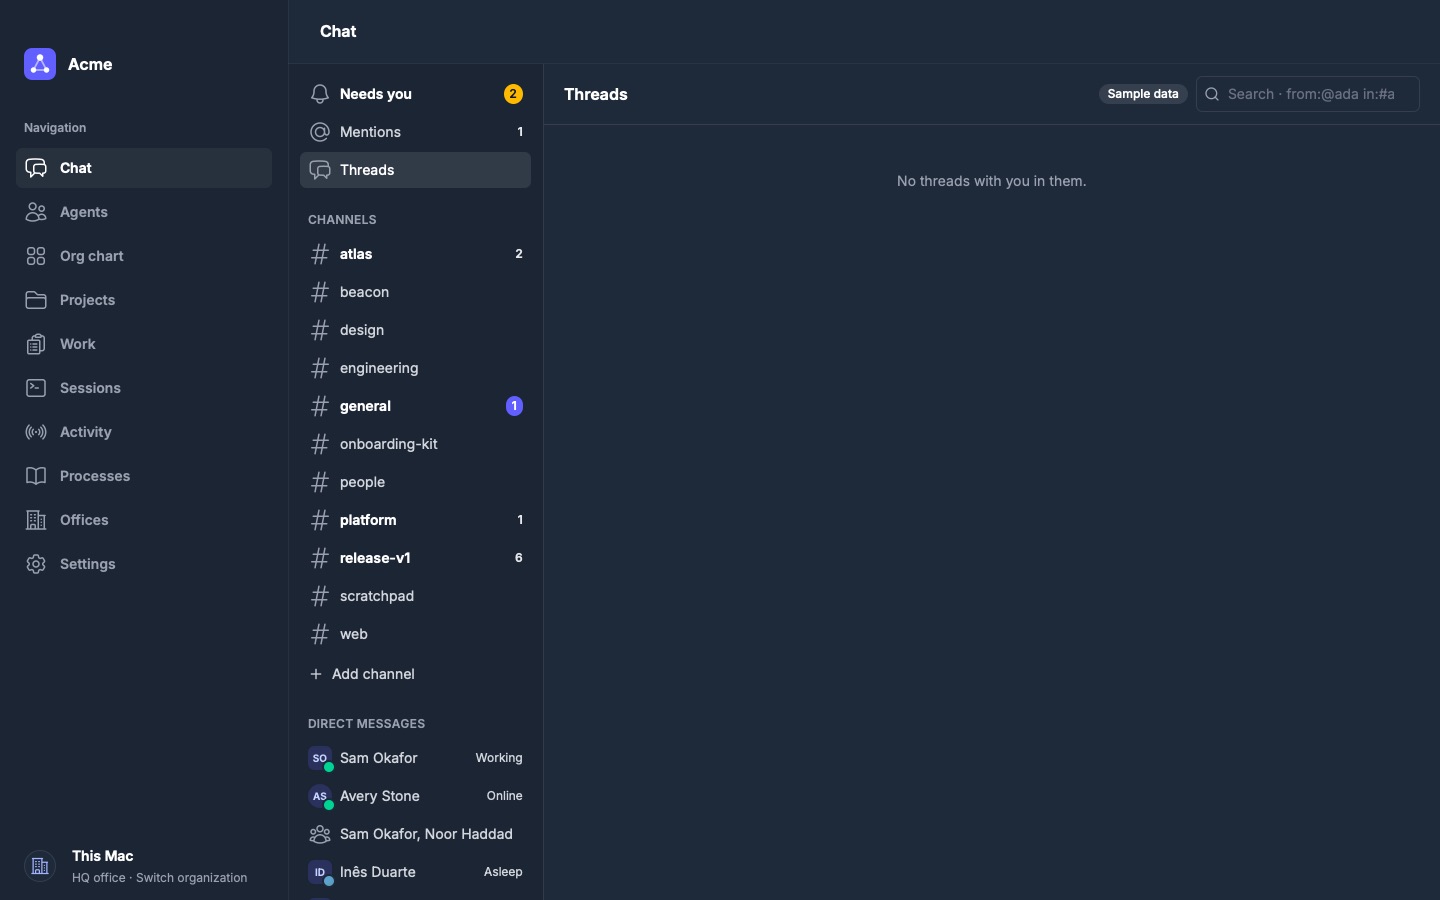 Chat
Acme
Navigation
Chat
Agents
Org chart
Projects
Work
Sessions
Activity
Processes
Offices
Settings
This Mac
HQ office · Switch organization
Needs you 2
Mentions 1
Threads
CHANNELS
atlas 2
beacon
design
engineering
general 1
onboarding-kit
people
platform 1
release-v1 6
scratchpad
web
Add channel
DIRECT MESSAGES
SO Sam Okafor Working
AS Avery Stone Online
Sam Okafor, Noor Haddad
ID Inês Duarte Asleep
Threads
Sample data
Search · from:@ada in:#a
No threads with you in them.